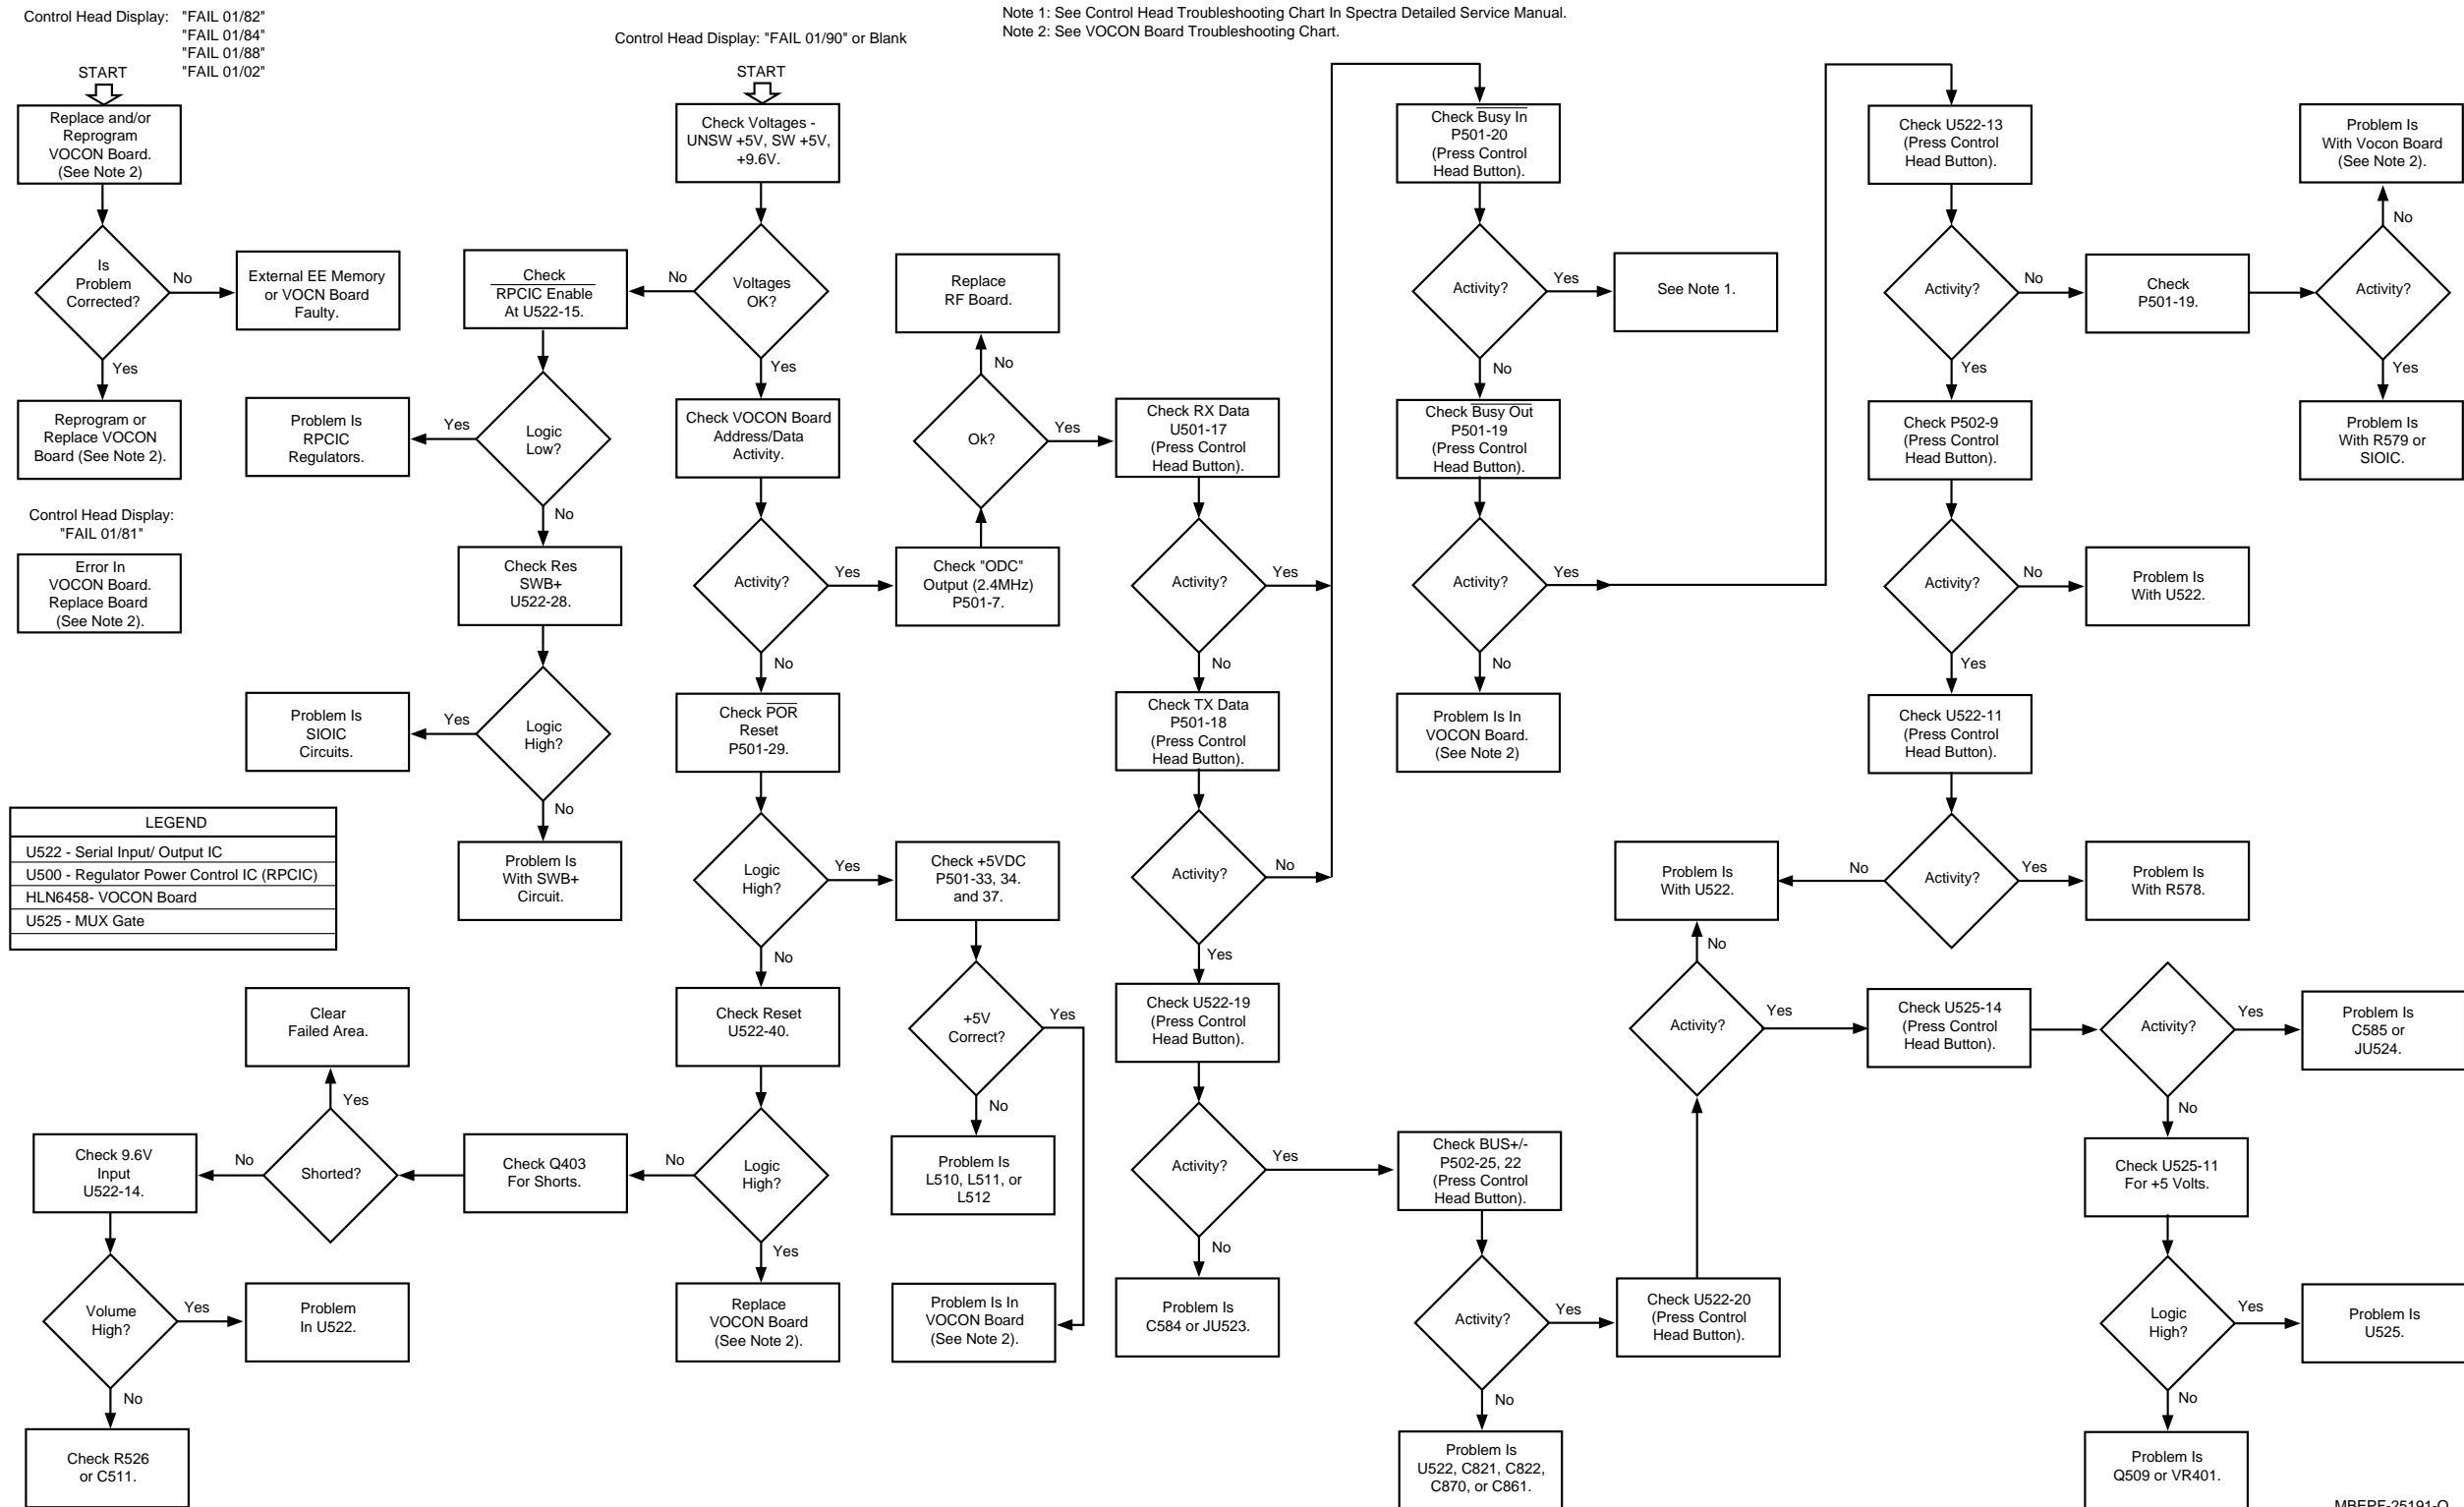 Control Head Display: "FAIL 01/82"
"FAIL 01/84"
"FAIL 01/88"
"FAIL 01/02"
START
Replace and/or
Reprogram
VOCON Board.
(See Note 2)
Is
Problem
Corrected?
No
External EE Memory
or VOCN Board
Faulty.
Yes
Reprogram or
Replace VOCON
Board (See Note 2).
Control Head Display:
"FAIL 01/81"
Error In
VOCON Board.
Replace Board
(See Note 2).
LEGEND
U522 - Serial Input/ Output IC
U500 - Regulator Power Control IC (RPCIC)
HLN6458- VOCON Board
U525 - MUX Gate
Control Head Display: "FAIL 01/90" or Blank
START
Check Voltages -
UNSW +5V, SW +5V,
+9.6V.
Voltages
OK?
No
Check
RPCIC Enable
At U522-15.
Logic
Low?
Yes
Problem Is
RPCIC
Regulators.
No
Check Res
SWB+
U522-28.
Logic
High?
Yes
Problem Is
SIOIC
Circuits.
No
Problem Is
With SWB+
Circuit.
Yes
Check VOCON Board
Address/Data
Activity.
Activity?
Yes
Check "ODC"
Output (2.4MHz)
P501-7.
Ok?
No
Replace
RF Board.
Yes
No
Check POR
Reset
P501-29.
Logic
High?
Yes
Check +5VDC
P501-33, 34.
and 37.
+5V
Correct?
Yes
No
Problem Is
L510, L511, or
L512
Problem Is In
VOCON Board
(See Note 2).
No
Check Reset
U522-40.
Logic
High?
Yes
Replace
VOCON Board
(See Note 2).
No
Check Q403
For Shorts.
Shorted?
Yes
Clear
Failed Area.
No
Check 9.6V
Input
U522-14.
Volume
High?
Yes
Problem
In U522.
No
Check R526
or C511.
Note 1: See Control Head Troubleshooting Chart In Spectra Detailed Service Manual.
Note 2: See VOCON Board Troubleshooting Chart.
Check RX Data
U501-17
(Press Control
Head Button).
Activity?
Yes
No
Check TX Data
P501-18
(Press Control
Head Button).
Activity?
No
Yes
Check U522-19
(Press Control
Head Button).
Activity?
No
Problem Is
C584 or JU523.
Yes
Check BUS+/-
P502-25, 22
(Press Control
Head Button).
Activity?
No
Problem Is
U522, C821, C822,
C870, or C861.
Yes
Check U522-20
(Press Control
Head Button).
Activity?
No
Problem Is
With U522.
Yes
Check U525-14
(Press Control
Head Button).
Activity?
Yes
Problem Is
C585 or
JU524.
No
Check U525-11
For +5 Volts.
Logic
High?
Yes
Problem Is
U525.
No
Problem Is
Q509 or VR401.
Check Busy In
P501-20
(Press Control
Head Button).
Activity?
Yes
See Note 1.
No
Check Busy Out
P501-19
(Press Control
Head Button).
Activity?
Yes
No
Problem Is In
VOCON Board.
(See Note 2)
Check U522-13
(Press Control
Head Button).
Activity?
No
Check
P501-19.
Activity?
No
Problem Is
With Vocon Board
(See Note 2).
Yes
Problem Is
With R579 or
SIOIC.
Yes
Check P502-9
(Press Control
Head Button).
Activity?
No
Problem Is
With U522.
Yes
Check U522-11
(Press Control
Head Button).
Activity?
No
Yes
Problem Is
With R578.